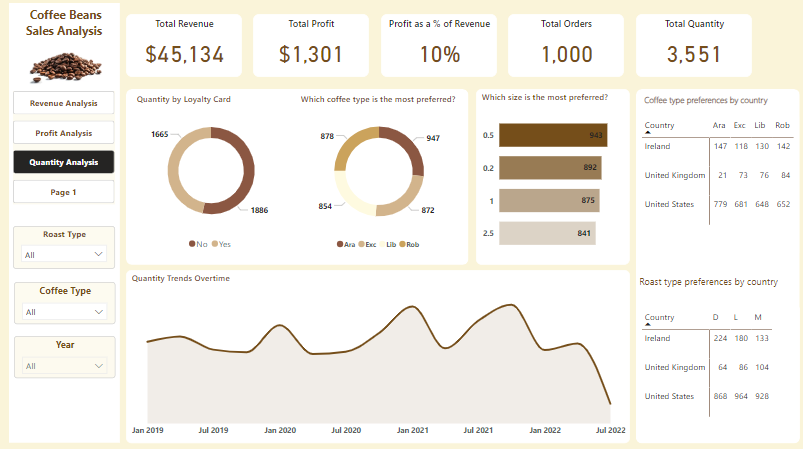 Coffee Beans
Sales Analysis
Revenue Analysis
Profit Analysis
Quantity Analysis
Page 1
Roast Type
All
Coffee Type
All
Year
All
Total Revenue
$45,134
Total Profit
$1,301
Profit as a % of Revenue
10%
Total Orders
1,000
Total Quantity
3,551
Quantity by Loyalty Card
1665
1886
No Yes
Which coffee type is the most preferred?
878
947
854
872
Ara Exc Lib Rob
Which size is the most preferred?
0.5 943
0.2 892
1 875
2.5 841
Coffee type preferences by country
Country Ara Exc Lib Rob
Ireland 147 118 130 142
United Kingdom 21 73 76 84
United States 779 681 648 652
Quantity Trends Overtime
Jan 2019 Jul 2019 Jan 2020 Jul 2020 Jan 2021 Jul 2021 Jan 2022 Jul 2022
Roast type preferences by country
Country D L M
Ireland 224 180 133
United Kingdom 64 86 104
United States 868 964 928